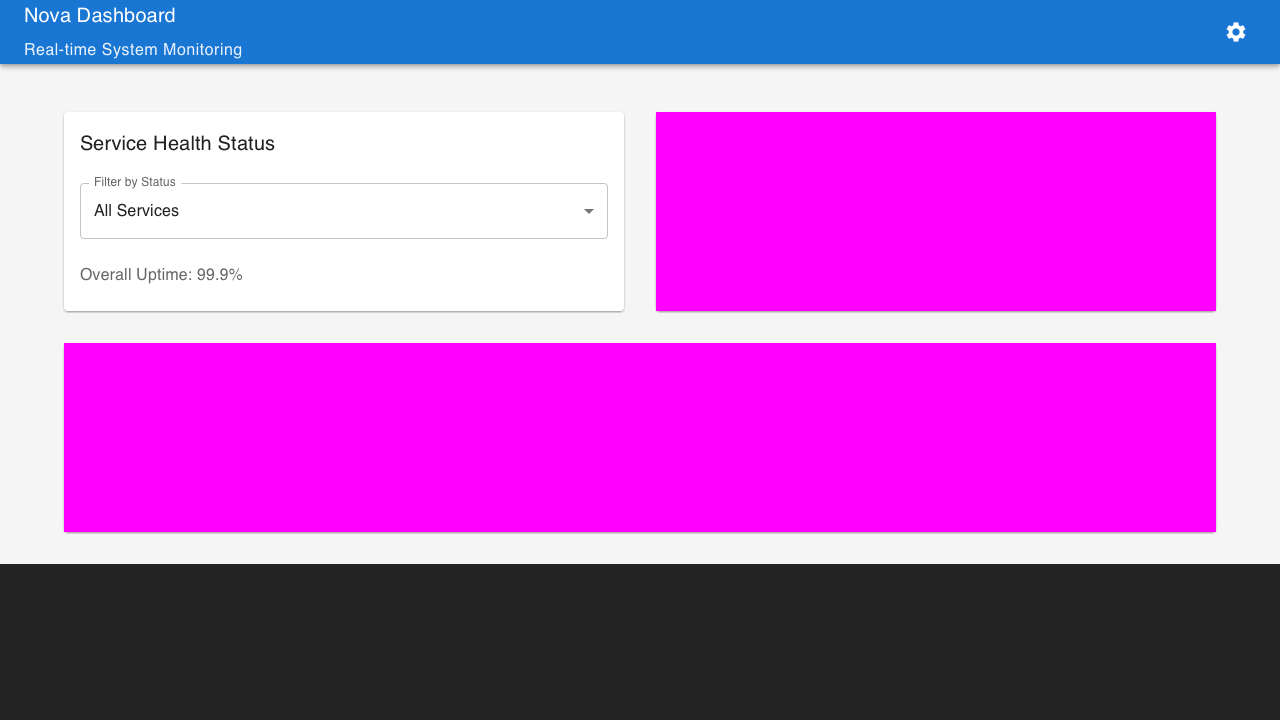 Nova Dashboard
Real-time System Monitoring
Service Health Status
Filter by Status
All Services
Overall Uptime: 99.9%